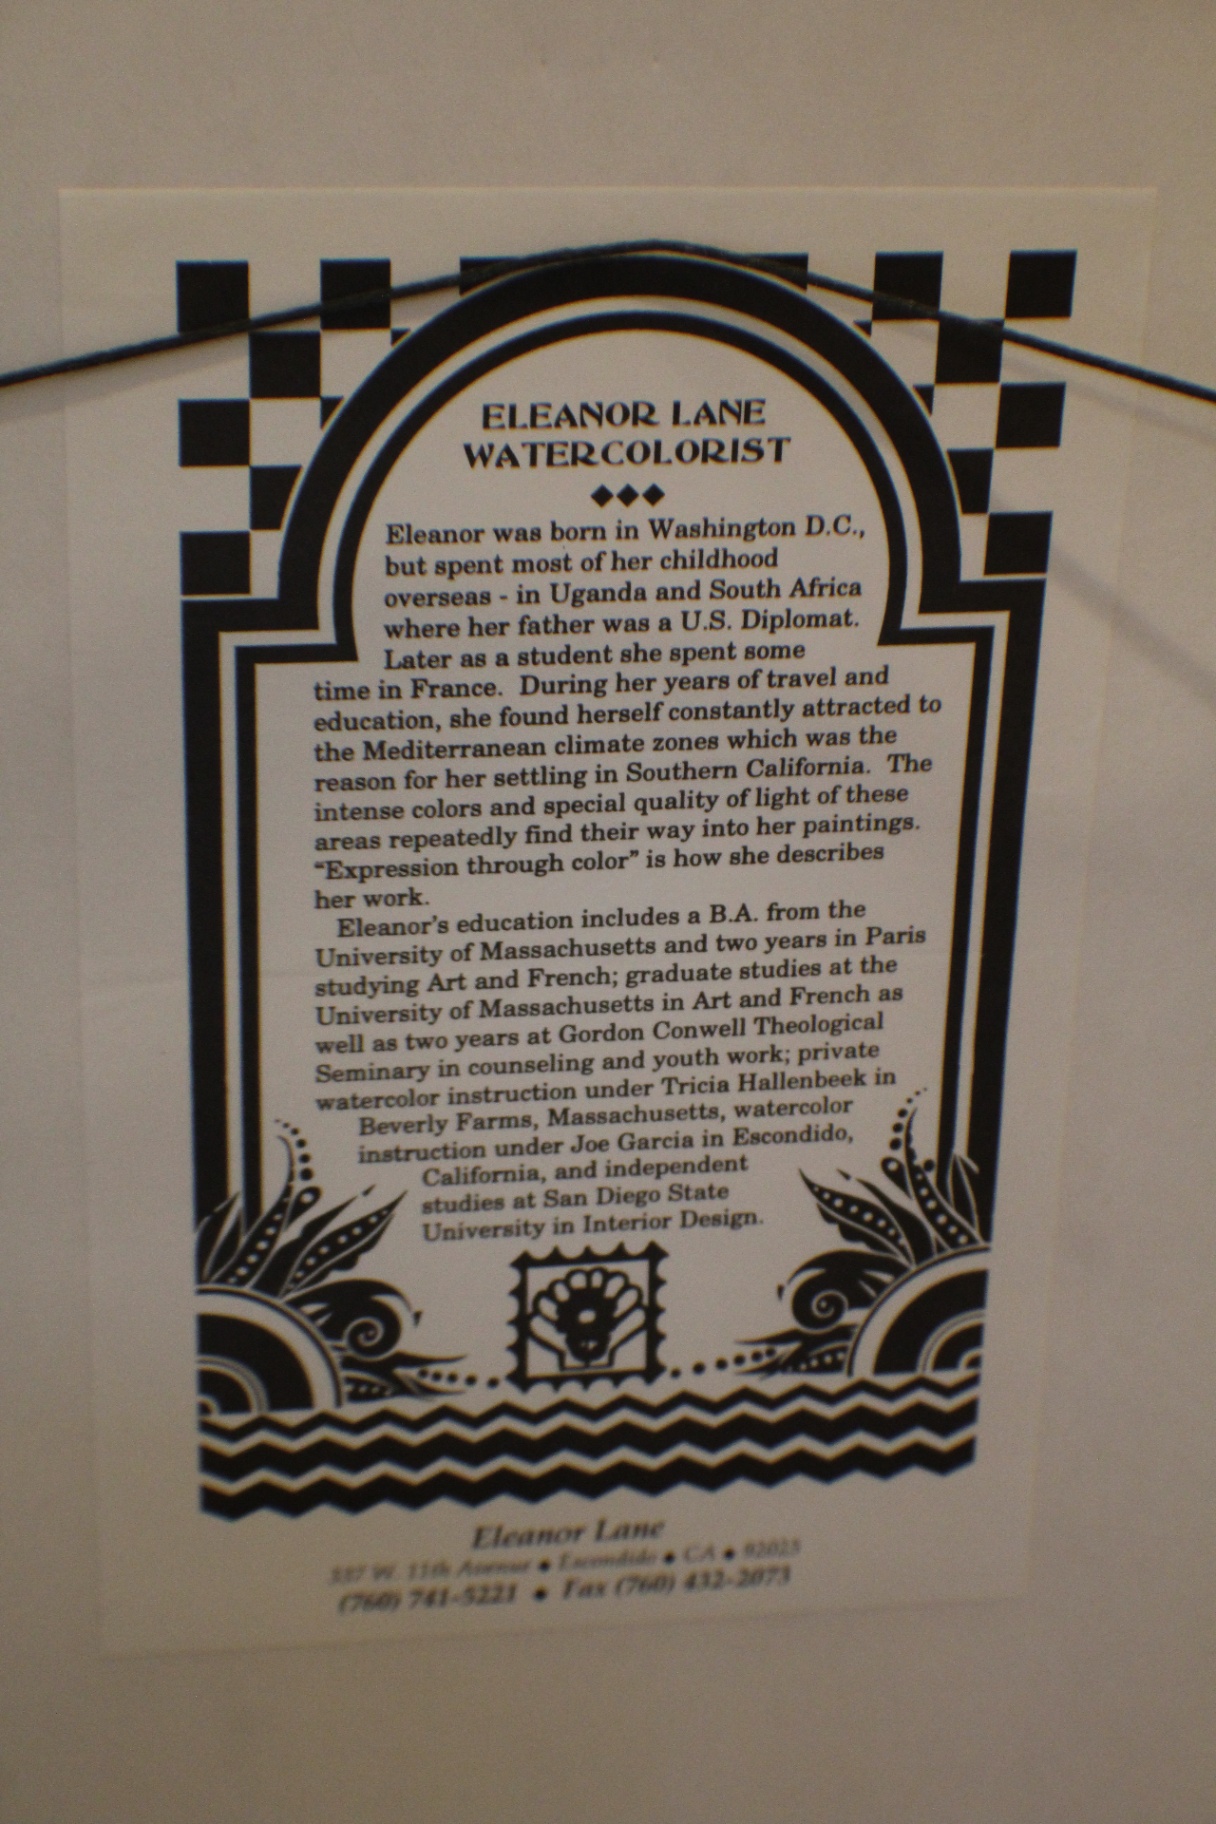 ELEANOR LANE
WATERCOLORIST
Eleanor was born in Washington D.C.,
but spent most of her childhood
overseas - in Uganda and South Africa
where her father was a U.S. Diplomat.
Later as a student she spent some
time in France. During her years of travel and
education, she found herself constantly attracted to
the Mediterranean climate zones which was the
reason for her settling in Southern California. The
intense colors and special quality of light of these
areas repeatedly find their way into her paintings.
“Expression through color” is how she describes
her work.
Eleanor’s education includes a B.A. from the
University of Massachusetts and two years in Paris
studying Art and French; graduate studies at the
University of Massachusetts in Art and French as
well as two years at Gordon Conwell Theological
Seminary in counseling and youth work; private
watercolor instruction under Tricia Hallenbeek in
Beverly Farms, Massachusetts, watercolor
instruction under Joe Garcia in Escondido,
California, and independent
studies at San Diego State
University in Interior Design.
Eleanor Lane
W. 11th Avenue ◆ Escondido ◆ CA ◆ 92025
(760) 741-5221 ◆ Fax (760) 432-2073